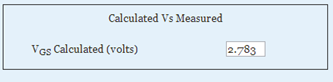 Calculated Vs Measured
VGS Calculated (volts) 2.783